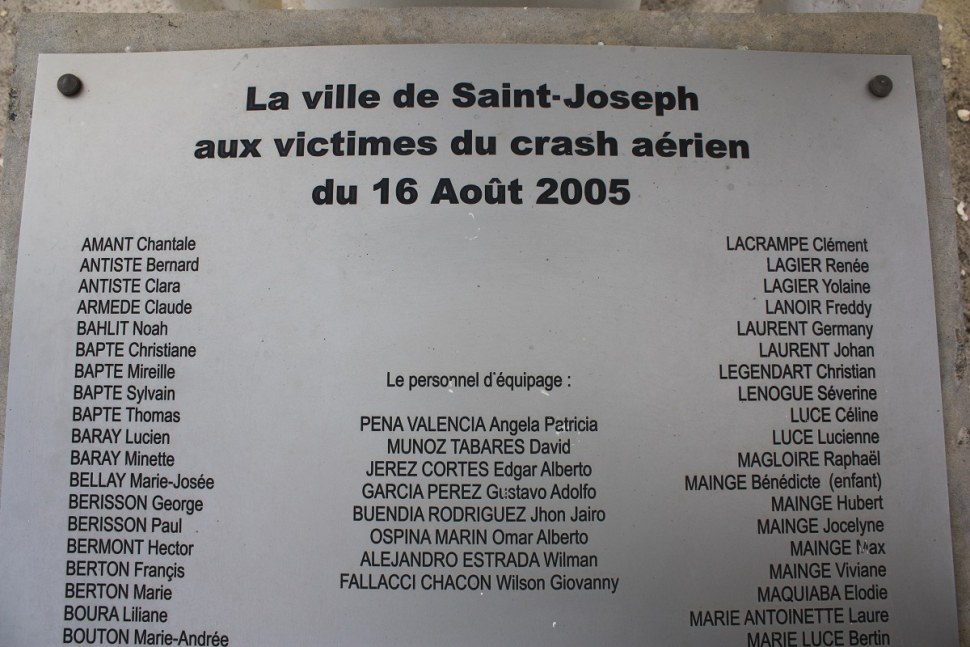 La ville de Saint-Joseph
aux victimes du crash aérien
du 16 Août 2005
AMANT Chantale
ANTISTE Bernard
ANTISTE Clara
ARMEDE Claude
BAHLIT Noah
BAPTE Christiane
BAPTE Mireille
BAPTE Sylvain
BAPTE Thomas
BARAY Lucien
BARAY Minette
BELLAY Marie-Josée
BERISSON George
BERISSON Paul
BERMONT Hector
BERTON Françis
BERTON Marie
BOURA Liliane
BOUTON Marie-Andrée
Le personnel d'équipage :
PENA VALENCIA Angela Patricia
MUNOZ TABARES David
JEREZ CORTES Edgar Alberto
GARCIA PEREZ Gustavo Adolfo
BUENDIA RODRIGUEZ Jhon Jairo
OSPINA MARIN Omar Alberto
ALEJANDRO ESTRADA Wilman
FALLACCI CHACON Wilson Giovanny
LACRAMPE Clément
LAGIER Renée
LAGIER Yolaine
LANOIR Freddy
LAURENT Germany
LAURENT Johan
LEGENDART Christian
LENOGUE Séverine
LUCE Céline
LUCE Lucienne
MAGLOIRE Raphaël
MAINGE Bénédicte (enfant)
MAINGE Hubert
MAINGE Jocelyne
MAINGE Max
MAINGE Viviane
MAQUIABA Elodie
MARIE ANTOINETTE Laure
MARIE LUCE Bertin